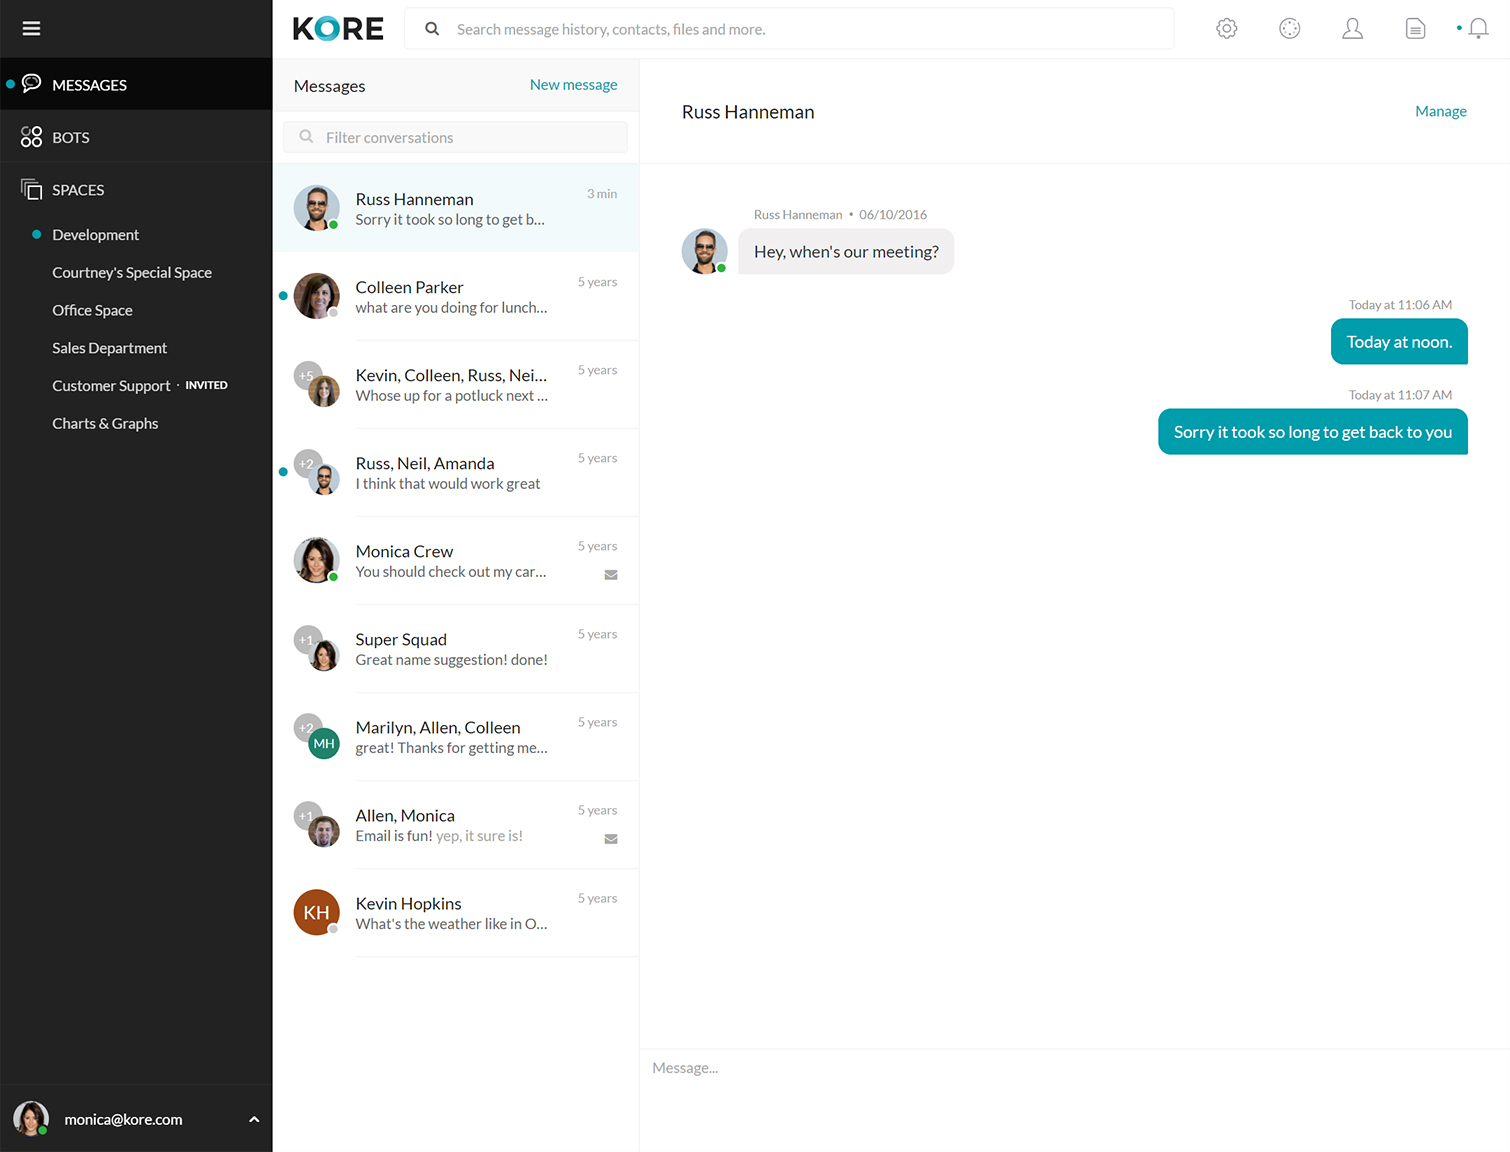 KORE
Search message history, contacts, files and more.
MESSAGES
BOTS
SPACES
Development
Courtney's Special Space
Office Space
Sales Department
Customer Support · INVITED
Charts & Graphs
monica@kore.com
Messages
New message
Filter conversations
Russ Hanneman
3 min
Sorry it took so long to get b...
Colleen Parker
5 years
what are you doing for lunch...
+5
Kevin, Colleen, Russ, Nei...
5 years
Whose up for a potluck next ...
+2
Russ, Neil, Amanda
5 years
I think that would work great
Monica Crew
5 years
You should check out my car...
+1
Super Squad
5 years
Great name suggestion! done!
+2
MH
Marilyn, Allen, Colleen
5 years
great! Thanks for getting me...
+1
Allen, Monica
5 years
Email is fun! yep, it sure is!
KH
Kevin Hopkins
5 years
What's the weather like in O...
Russ Hanneman
Manage
Russ Hanneman • 06/10/2016
Hey, when's our meeting?
Today at 11:06 AM
Today at noon.
Today at 11:07 AM
Sorry it took so long to get back to you
Message...